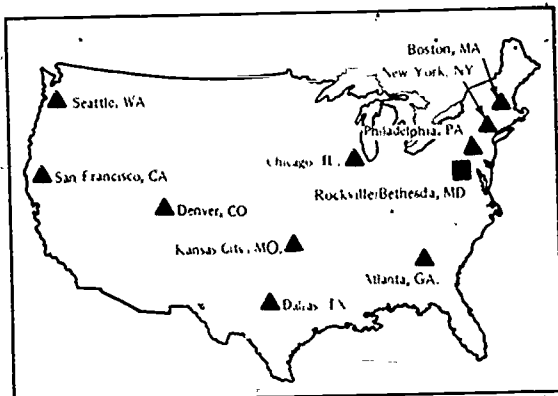 Boston, MA
New York, NY
Seattle, WA
Philadelphia, PA
Chicago, IL
San Francisco, CA
Rockville/Bethesda, MD
Denver, CO
Kansas City, MO.
Atlanta, GA.
Dallas, TX